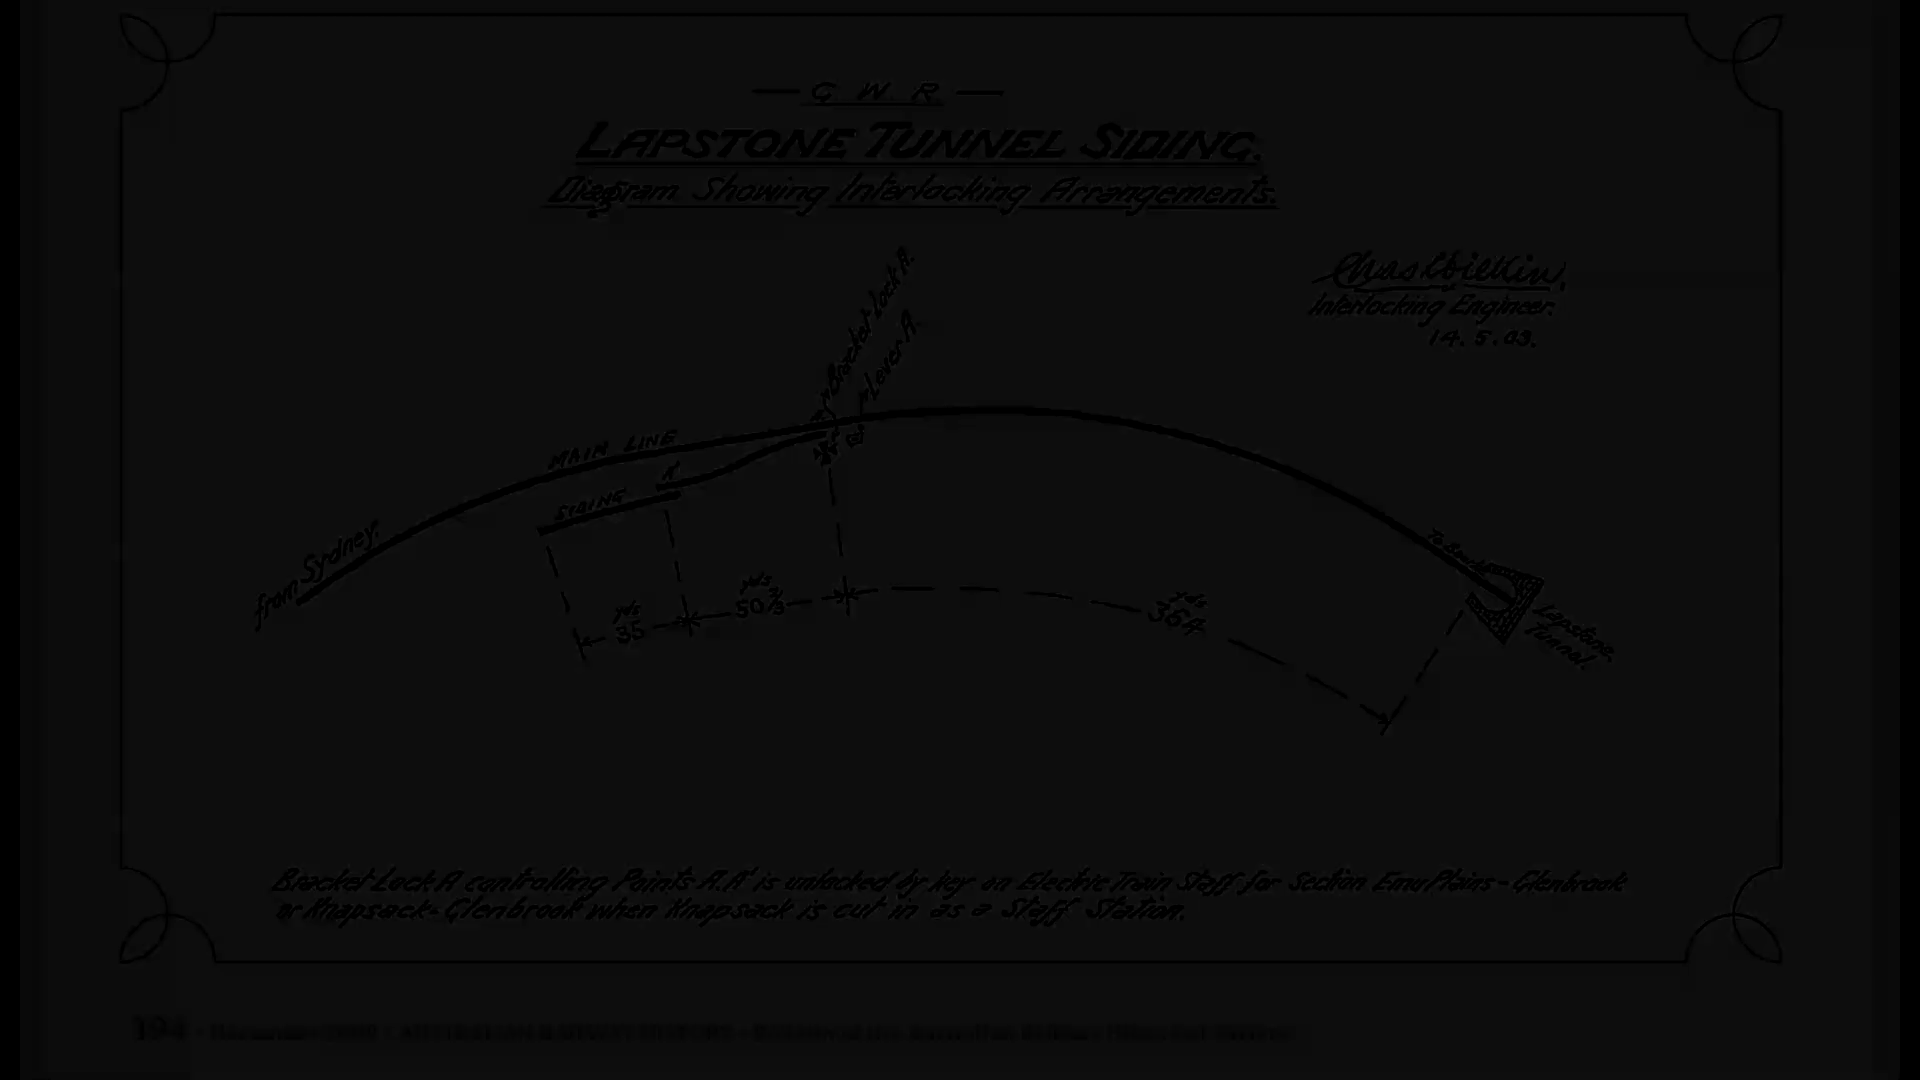 — G. W. R. —
LAPSTONE TUNNEL SIDING.
Diagram Showing Interlocking Arrangements.
Interlocking Engineer.
14.5.03.
Bracket Lock A.
Lever A.
MAIN LINE
A'
SIDING
from Sydney.
yds
35
yds
50⅔
yds
364
Lapstone
Tunnel.
Bracket Lock A controlling Points A.A' is unlocked by key on Electric Train Staff for Section Emu Plains - Glenbrook
or Knapsack - Glenbrook when Knapsack is cut in as a Staff Station.
194